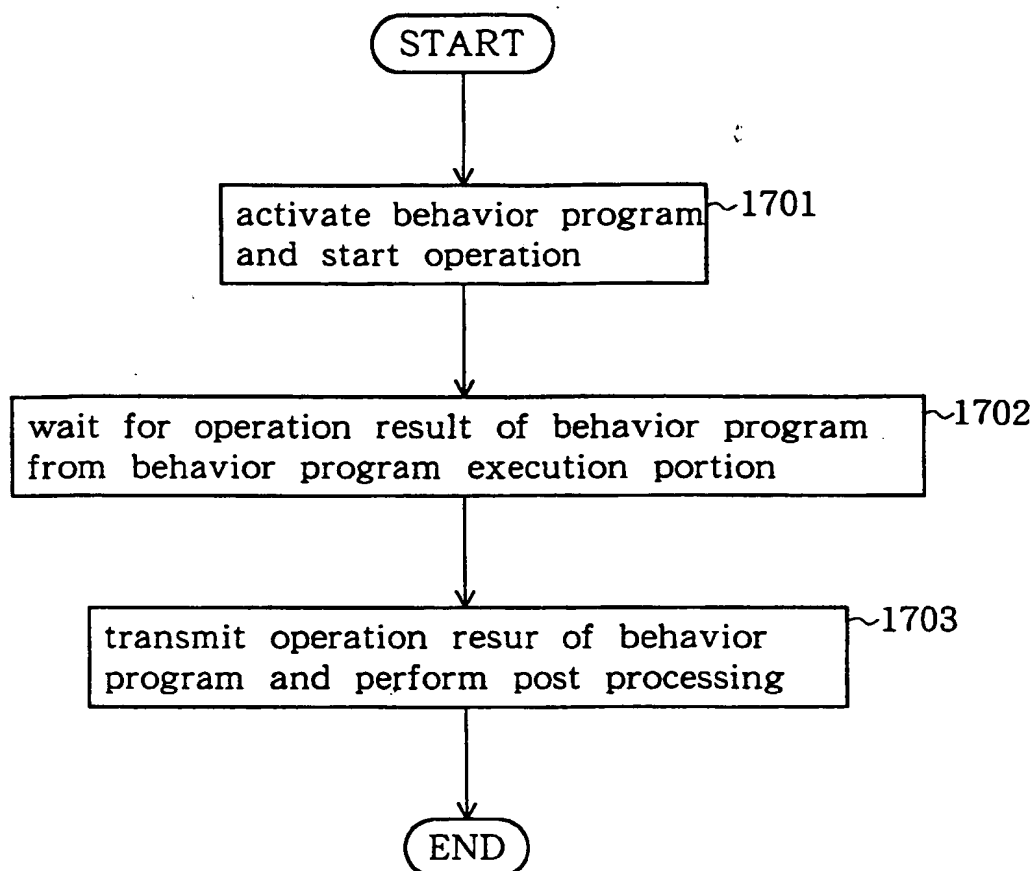 START
activate behavior program
and start operation
1701
wait for operation result of behavior program
from behavior program execution portion
1702
transmit operation resur of behavior
program and perform post processing
1703
END